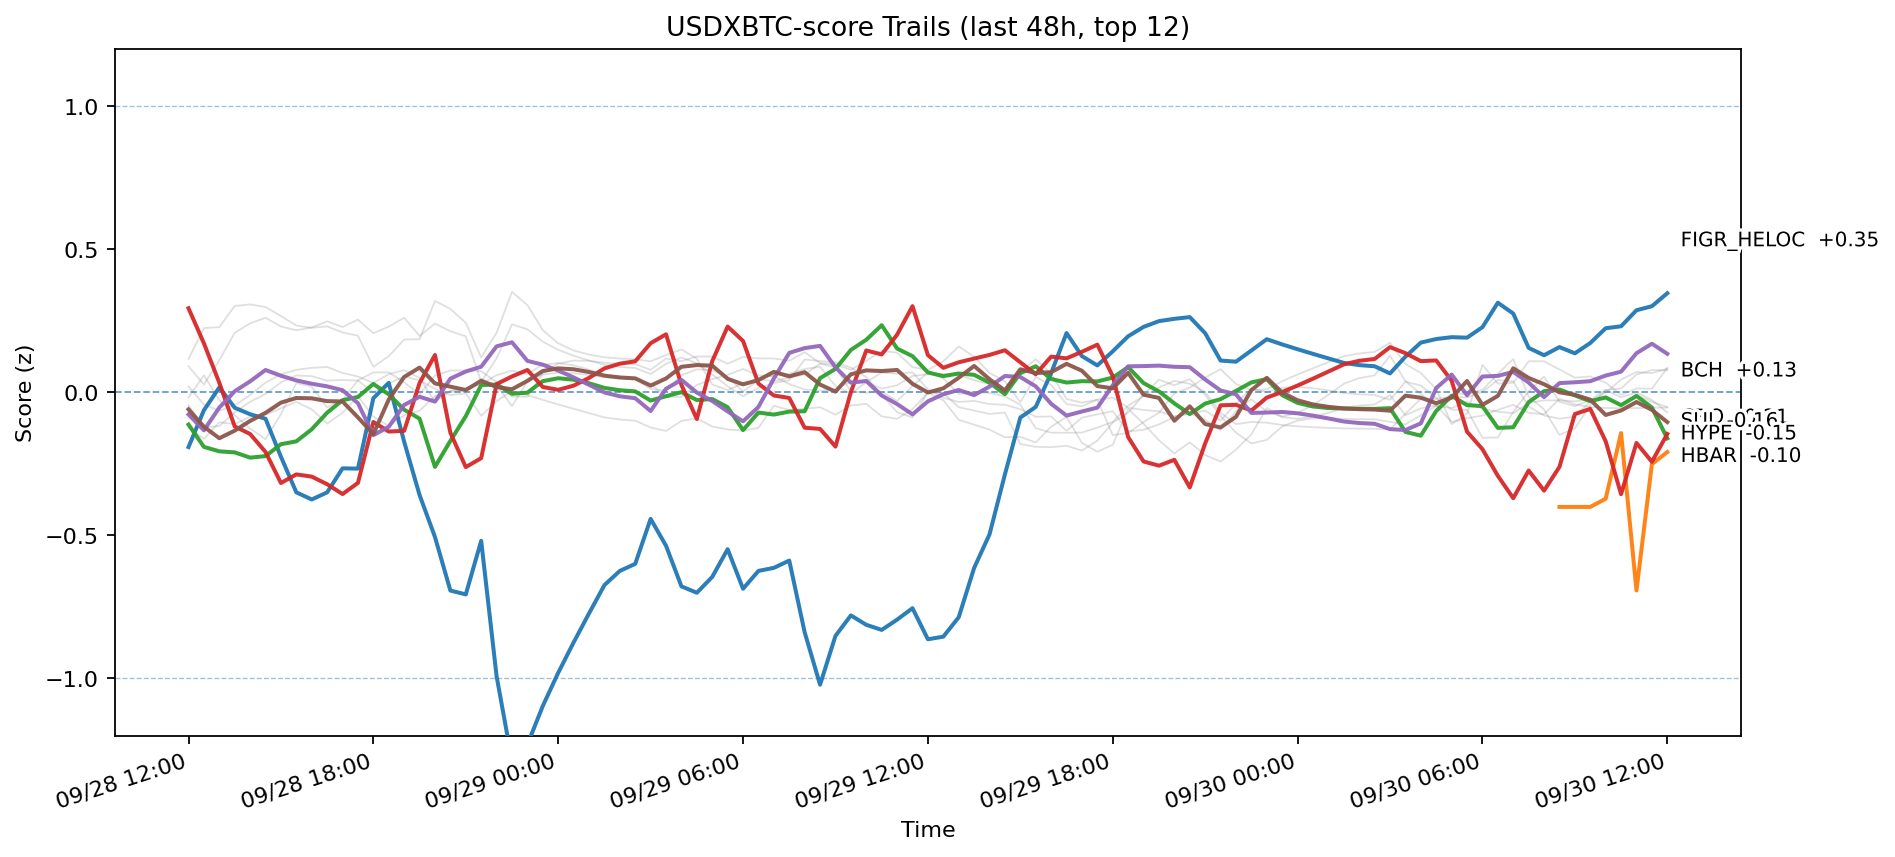 USDXBTC-score Trails (last 48h, top 12)
Score (z)
1.0
0.5
0.0
−0.5
−1.0
FIGR_HELOC +0.35
BCH +0.13
HYPE -0.15
HBAR -0.10
09/28 12:00
09/28 18:00
09/29 00:00
09/29 06:00
09/29 12:00
09/29 18:00
09/30 00:00
09/30 06:00
09/30 12:00
Time